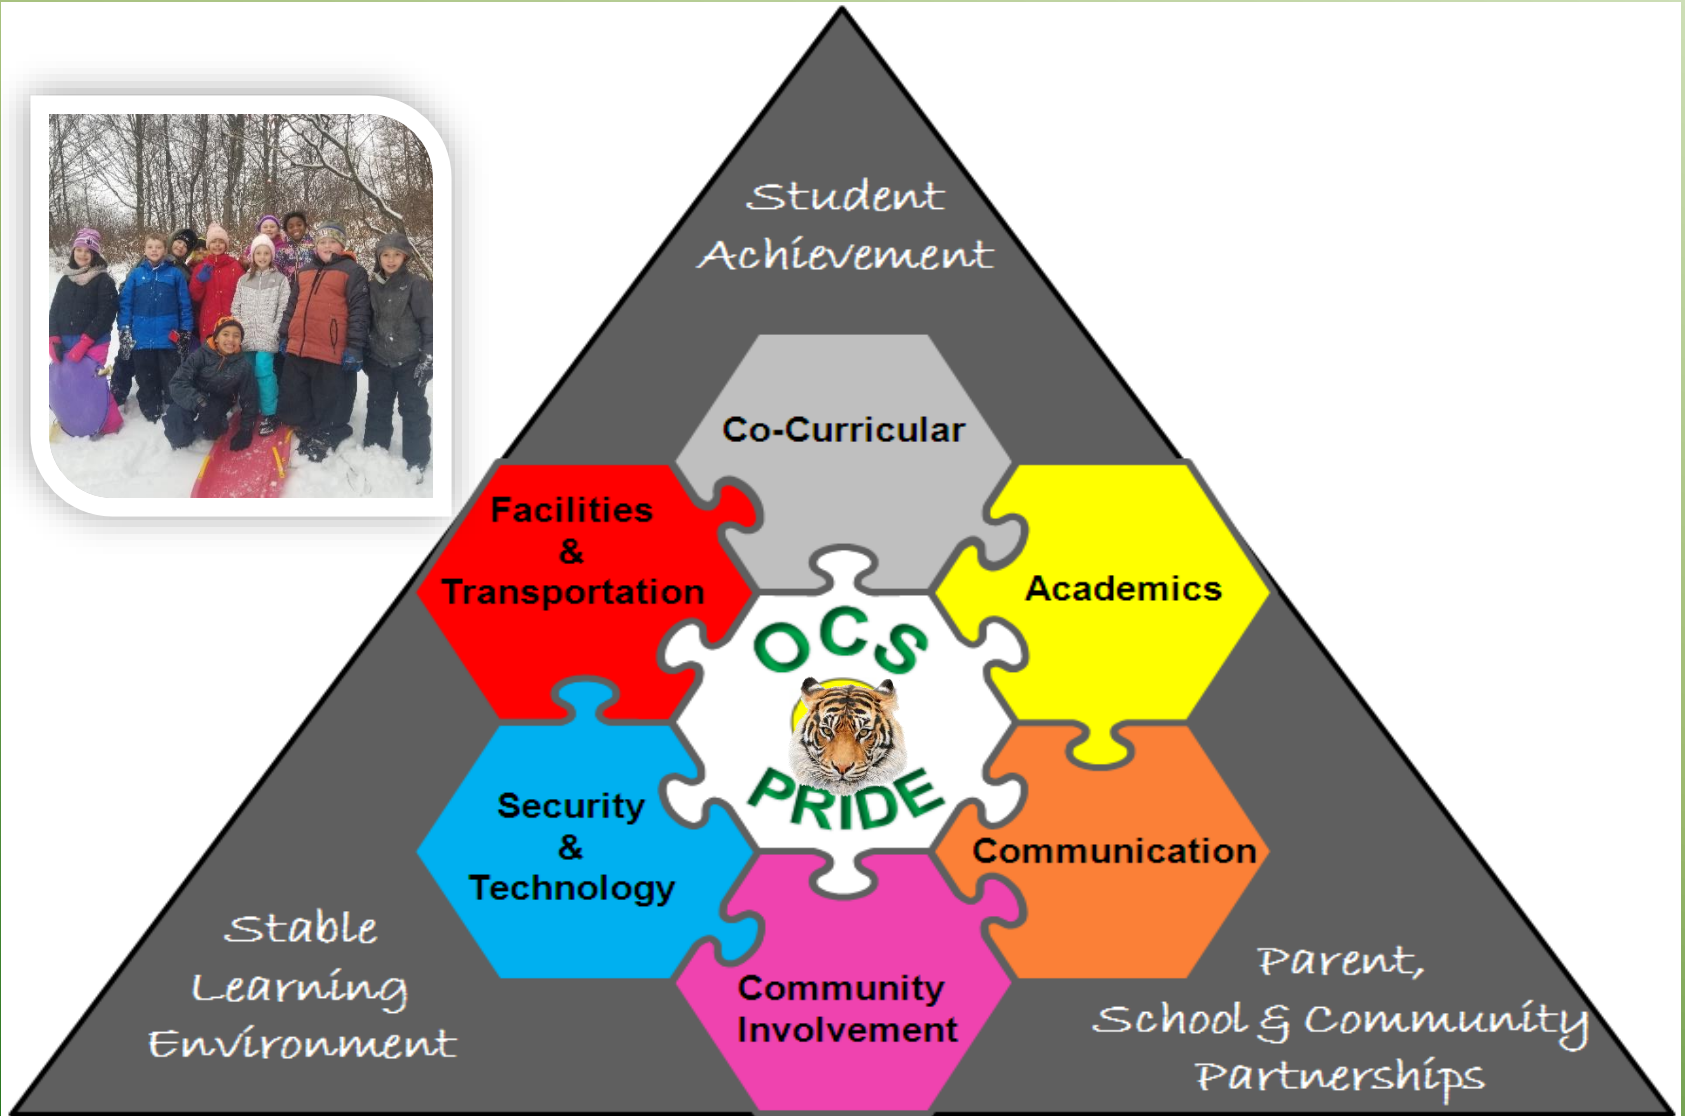 Student
Achievement
Co-Curricular
Facilities
&
Transportation
Academics
OCS
PRIDE
Security
&
Technology
Communication
Community
Involvement
Stable
Learning
Environment
Parent,
School & Community
Partnerships